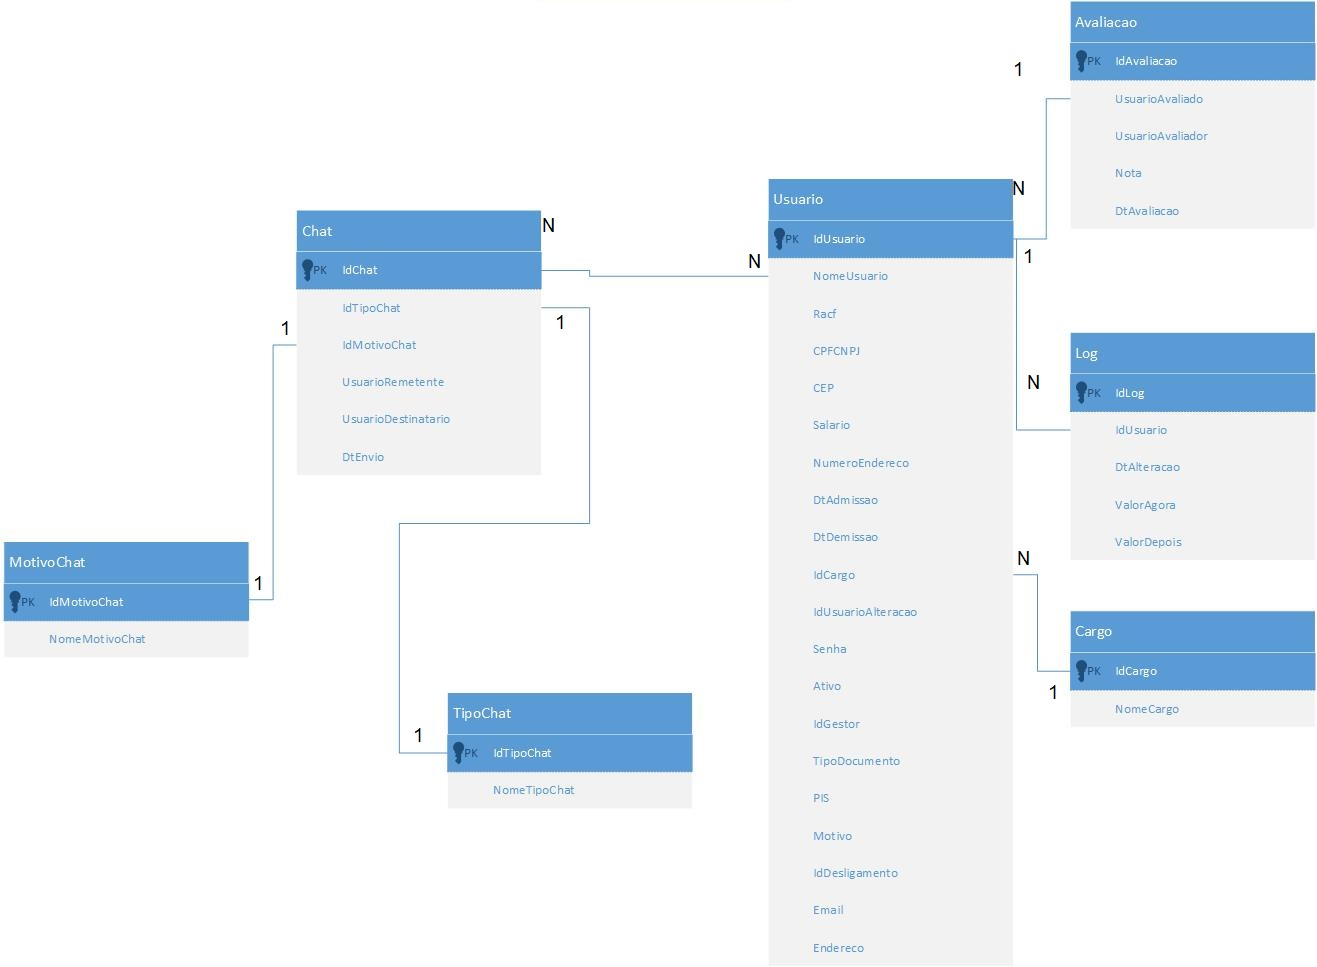 Avaliacao
PK IdAvaliacao
UsuarioAvaliado
UsuarioAvaliador
Nota
DtAvaliacao
1
N
Usuario
PK IdUsuario
NomeUsuario
Racf
CPFCNPJ
CEP
Salario
NumeroEndereco
DtAdmissao
DtDemissao
IdCargo
IdUsuarioAlteracao
Senha
Ativo
IdGestor
TipoDocumento
PIS
Motivo
IdDesligamento
Email
Endereco
N
N
Chat
PK IdChat
IdTipoChat
IdMotivoChat
UsuarioRemetente
UsuarioDestinatario
DtEnvio
1
1
1
N
Log
PK IdLog
IdUsuario
DtAlteracao
ValorAgora
ValorDepois
N
1
Cargo
PK IdCargo
NomeCargo
1
MotivoChat
PK IdMotivoChat
NomeMotivoChat
1
TipoChat
PK IdTipoChat
NomeTipoChat